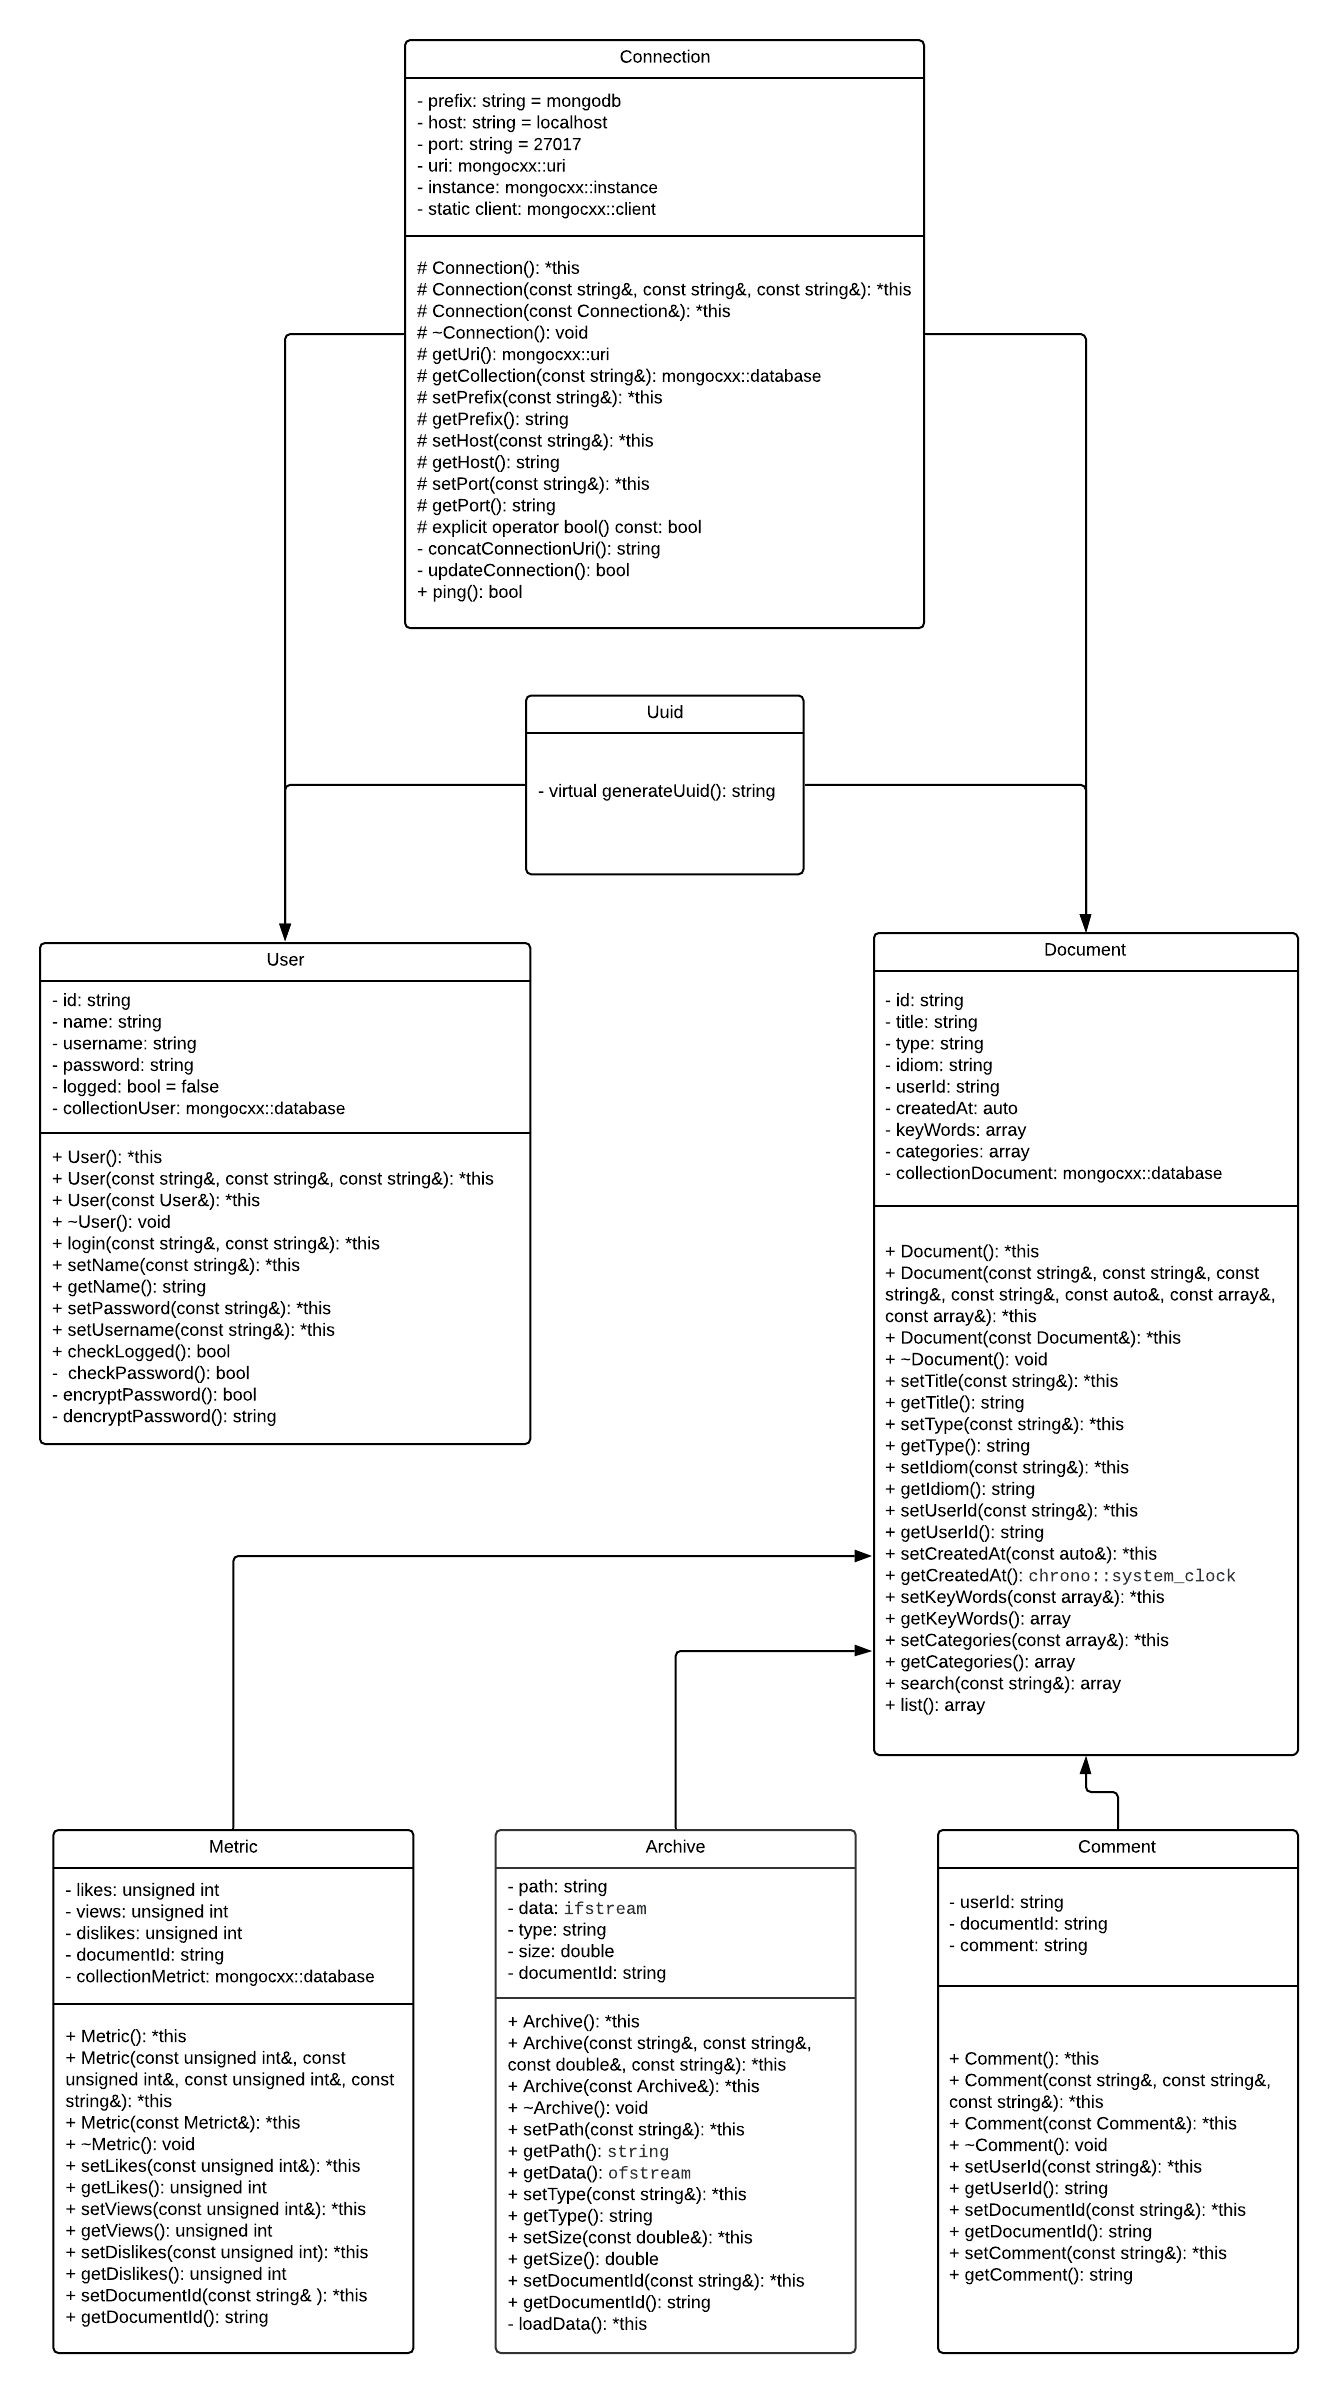 Connection
- prefix: string = mongodb
- host: string = localhost
- port: string = 27017
- uri: mongocxx::uri
- instance: mongocxx::instance
- static client: mongocxx::client
# Connection(): *this
# Connection(const string&, const string&, const string&): *this
# Connection(const Connection&): *this
# ~Connection(): void
# getUri(): mongocxx::uri
# getCollection(const string&): mongocxx::database
# setPrefix(const string&): *this
# getPrefix(): string
# setHost(const string&): *this
# getHost(): string
# setPort(const string&): *this
# getPort(): string
# explicit operator bool() const: bool
- concatConnectionUri(): string
- updateConnection(): bool
+ ping(): bool
Uuid
- virtual generateUuid(): string
User
- id: string
- name: string
- username: string
- password: string
- logged: bool = false
- collectionUser: mongocxx::database
+ User(): *this
+ User(const string&, const string&, const string&): *this
+ User(const User&): *this
+ ~User(): void
+ login(const string&, const string&): *this
+ setName(const string&): *this
+ getName(): string
+ setPassword(const string&): *this
+ setUsername(const string&): *this
+ checkLogged(): bool
-  checkPassword(): bool
- encryptPassword(): bool
- dencryptPassword(): string
Document
- id: string
- title: string
- type: string
- idiom: string
- userId: string
- createdAt: auto
- keyWords: array
- categories: array
- collectionDocument: mongocxx::database
+ Document(): *this
+ Document(const string&, const string&, const
string&, const string&, const auto&, const array&,
const array&): *this
+ Document(const Document&): *this
+ ~Document(): void
+ setTitle(const string&): *this
+ getTitle(): string
+ setType(const string&): *this
+ getType(): string
+ setIdiom(const string&): *this
+ getIdiom(): string
+ setUserId(const string&): *this
+ getUserId(): string
+ setCreatedAt(const auto&): *this
+ getCreatedAt(): chrono::system_clock
+ setKeyWords(const array&): *this
+ getKeyWords(): array
+ setCategories(const array&): *this
+ getCategories(): array
+ search(const string&): array
+ list(): array
Metric
- likes: unsigned int
- views: unsigned int
- dislikes: unsigned int
- documentId: string
- collectionMetric: mongocxx::database
+ Metric(): *this
+ Metric(const unsigned int&, const
unsigned int&, const unsigned int&, const
string&): *this
+ Metric(const Metrict&): *this
+ ~Metric(): void
+ setLikes(const unsigned int&): *this
+ getLikes(): unsigned int
+ setViews(const unsigned int&): *this
+ getViews(): unsigned int
+ setDislikes(const unsigned int): *this
+ getDislikes(): unsigned int
+ setDocumentId(const string& ): *this
+ getDocumentId(): string
Archive
- path: string
- data: ifstream
- type: string
- size: double
- documentId: string
+ Archive(): *this
+ Archive(const string&, const string&,
const double&, const string&): *this
+ Archive(const Archive&): *this
+ ~Archive(): void
+ setPath(const string&): *this
+ getPath(): string
+ getData(): ofstream
+ setType(const string&): *this
+ getType(): string
+ setSize(const double&): *this
+ getSize(): double
+ setDocumentId(const string&): *this
+ getDocumentId(): string
- loadData(): *this
Comment
- userId: string
- documentId: string
- comment: string
+ Comment(): *this
+ Comment(const string&, const string&,
const string&): *this
+ Comment(const Comment&): *this
+ ~Comment(): void
+ setUserId(const string&): *this
+ getUserId(): string
+ setDocumentId(const string&): *this
+ getDocumentId(): string
+ setComment(const string&): *this
+ getComment(): string